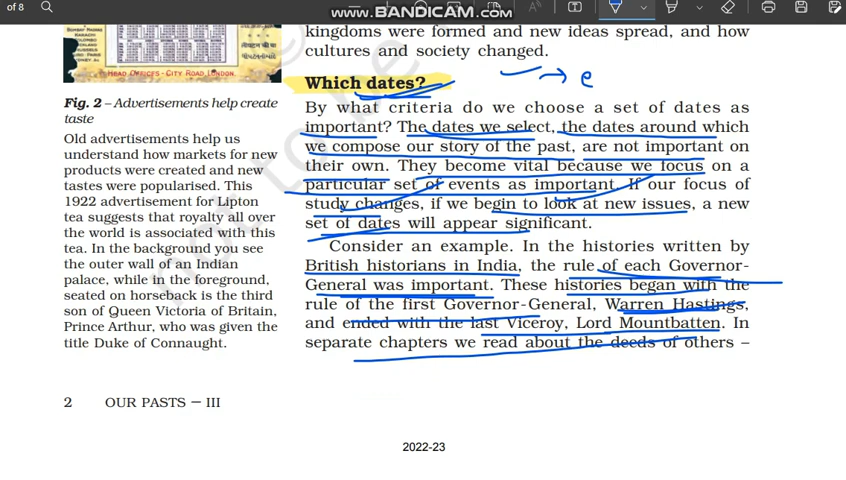 www.BANDICAM.com
of 8
HEAD OFFICES - CITY ROAD, LONDON.
Fig. 2 – Advertisements help create
taste
Old advertisements help us
understand how markets for new
products were created and new
tastes were popularised. This
1922 advertisement for Lipton
tea suggests that royalty all over
the world is associated with this
tea. In the background you see
the outer wall of an Indian
palace, while in the foreground,
seated on horseback is the third
son of Queen Victoria of Britain,
Prince Arthur, who was given the
title Duke of Connaught.
kingdoms were formed and new ideas spread, and how
cultures and society changed.
Which dates?
e
By what criteria do we choose a set of dates as
important? The dates we select, the dates around which
we compose our story of the past, are not important on
their own. They become vital because we focus on a
particular set of events as important. If our focus of
study changes, if we begin to look at new issues, a new
set of dates will appear significant.
Consider an example. In the histories written by
British historians in India, the rule of each Governor-
General was important. These histories began with the
rule of the first Governor-General, Warren Hastings,
and ended with the last Viceroy, Lord Mountbatten. In
separate chapters we read about the deeds of others –
2 OUR PASTS – III
2022-23